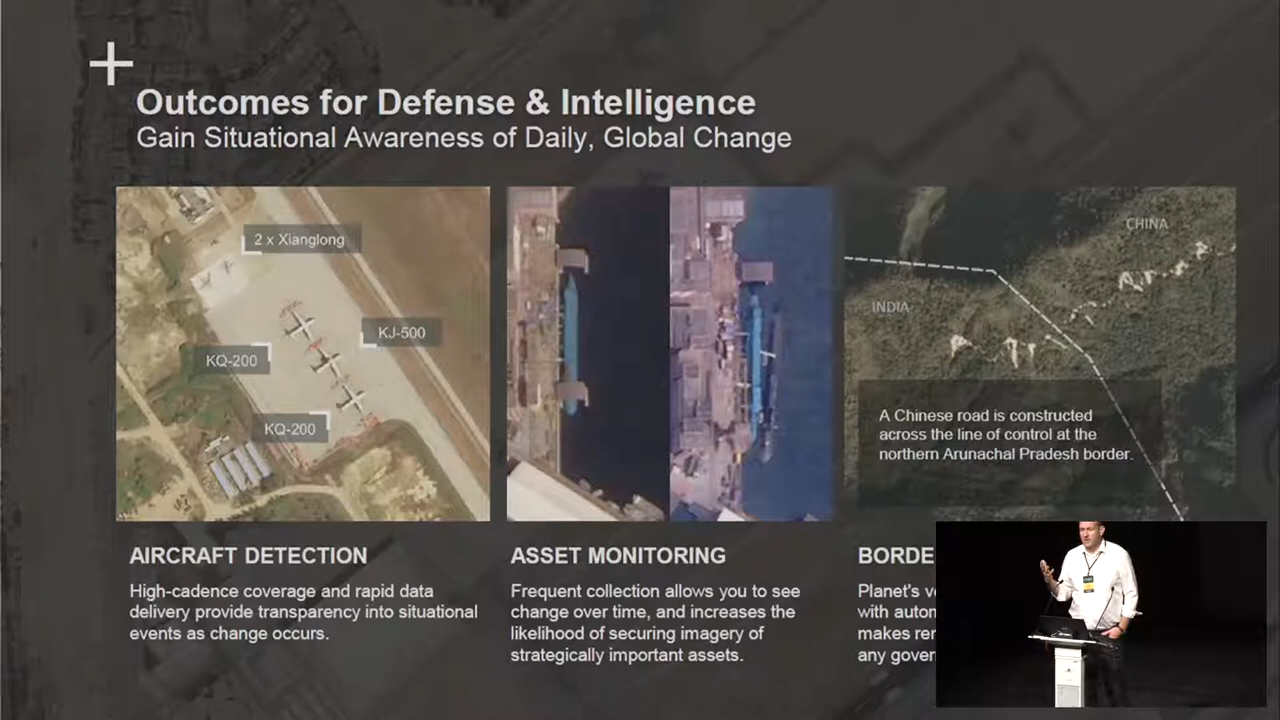 Outcomes for Defense & Intelligence
Gain Situational Awareness of Daily, Global Change
2 x Xianglong
KJ-500
KQ-200
KQ-200
CHINA
INDIA
A Chinese road is constructed
across the line of control at the
northern Arunachal Pradesh border.
AIRCRAFT DETECTION
High-cadence coverage and rapid data
delivery provide transparency into situational
events as change occurs.
ASSET MONITORING
Frequent collection allows you to see
change over time, and increases the
likelihood of securing imagery of
strategically important assets.
BORDE
Planet's v
with auton
makes ren
any gover